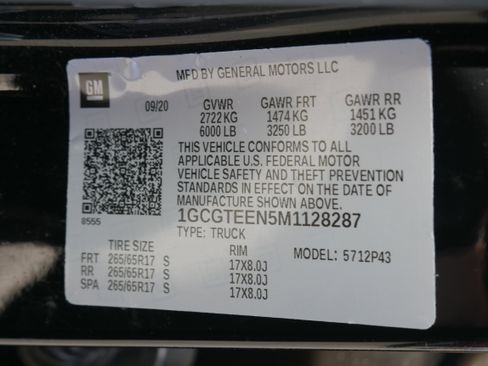 MFD BY GENERAL MOTORS LLC
GM
09/20 GVWR GAWR FRT GAWR RR
2722 KG 1474 KG 1451 KG
6000 LB 3250 LB 3200 LB
THIS VEHICLE CONFORMS TO ALL
APPLICABLE U.S. FEDERAL MOTOR
VEHICLE SAFETY AND THEFT PREVENTION
STANDARDS IN EFFECT ON THE DATE OF
MANUFACTURE SHOWN ABOVE.
8555
1GCGTEEN5M1128287
TYPE: TRUCK
TIRE SIZE RIM MODEL: 5712P43
FRT 265/65R17 S 17X8.0J
RR 265/65R17 S 17X8.0J
SPA 265/65R17 S 17X8.0J